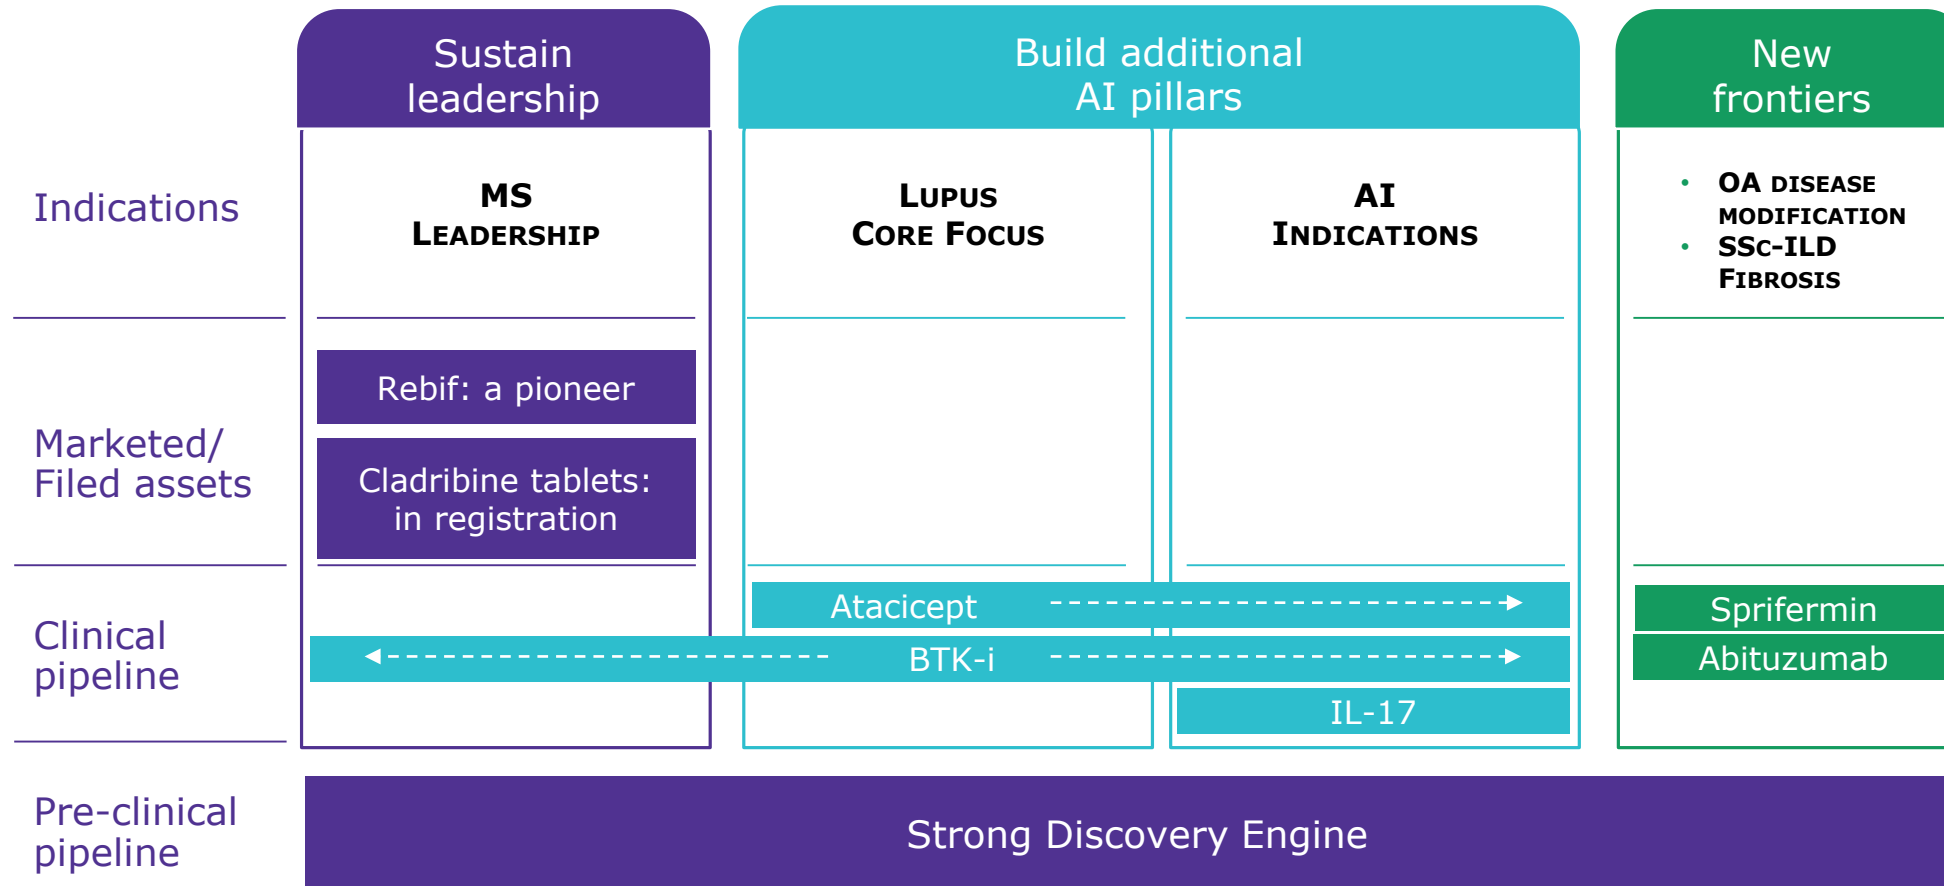 Sustain
leadership
Build additional
AI pillars
New
frontiers
Indications
MS
LEADERSHIP
LUPUS
CORE FOCUS
AI
INDICATIONS
• OA DISEASE
MODIFICATION
• SSC-ILD
FIBROSIS
Marketed/
Filed assets
Rebif: a pioneer
Cladribine tablets:
in registration
Clinical
pipeline
Atacicept
BTK-i
IL-17
Sprifermin
Abituzumab
Pre-clinical
pipeline
Strong Discovery Engine